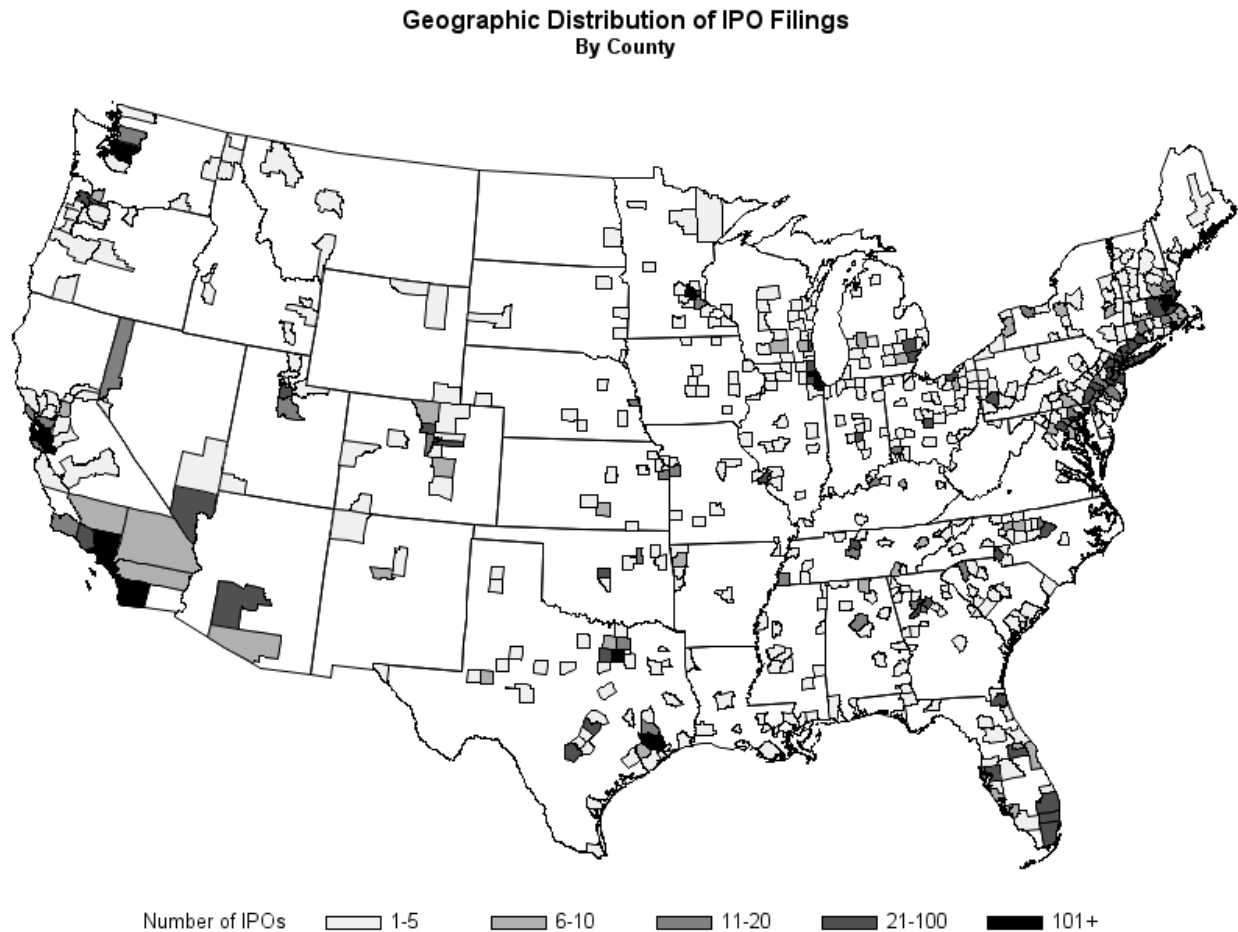 Geographic Distribution of IPO Filings
By County
Number of IPOs 1-5 6-10 11-20 21-100 101+